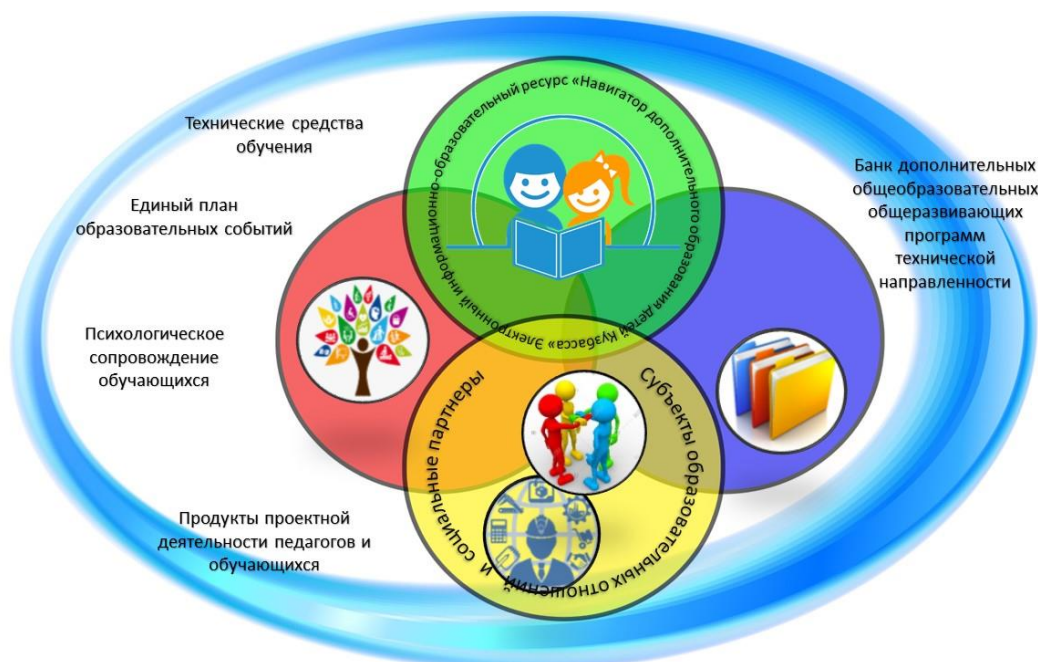 Электронный информационно-образовательный ресурс «Навигатор дополнительного образования детей Кузбасса»
Технические средства
обучения
Единый план
образовательных событий
Психологическое
сопровождение
обучающихся
Продукты проектной
деятельности педагогов и
обучающихся
Банк дополнительных
общеобразовательных
общеразвивающих
программ
технической
направленности
Субъекты образовательных отношений и социальные партнеры